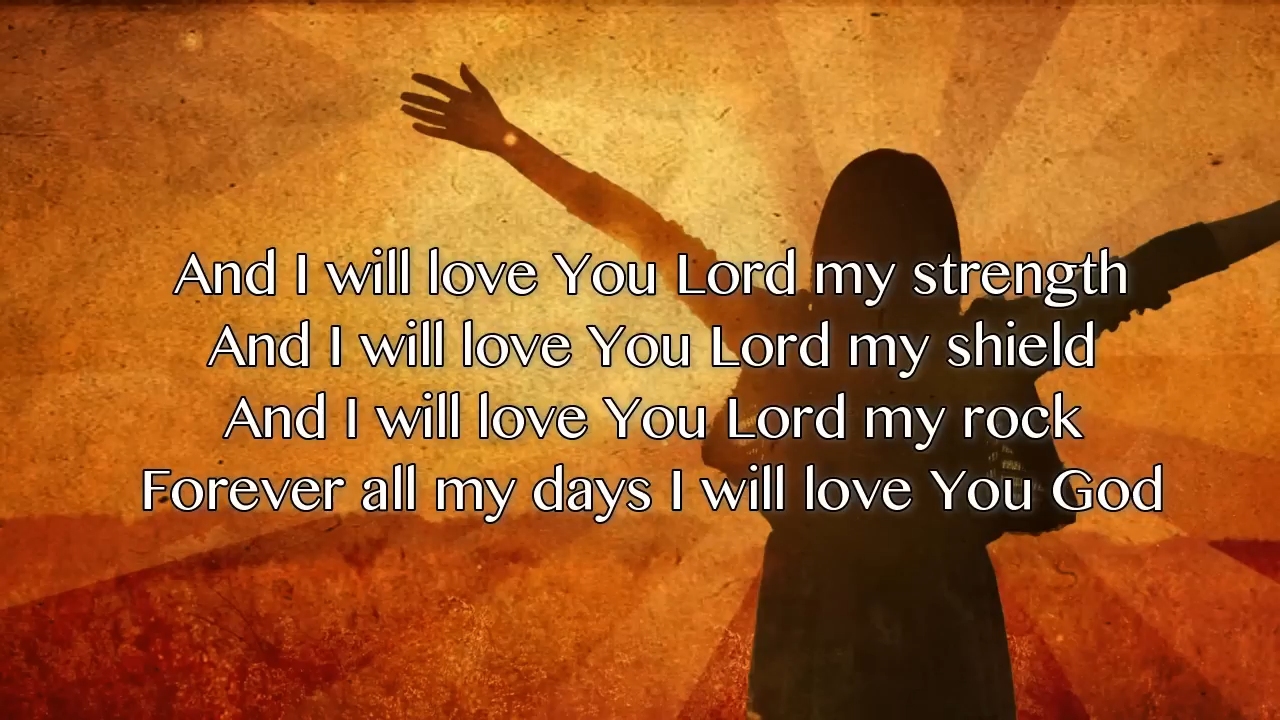 And I will love You Lord my strength
And I will love You Lord my shield
And I will love You Lord my rock
Forever all my days I will love You God